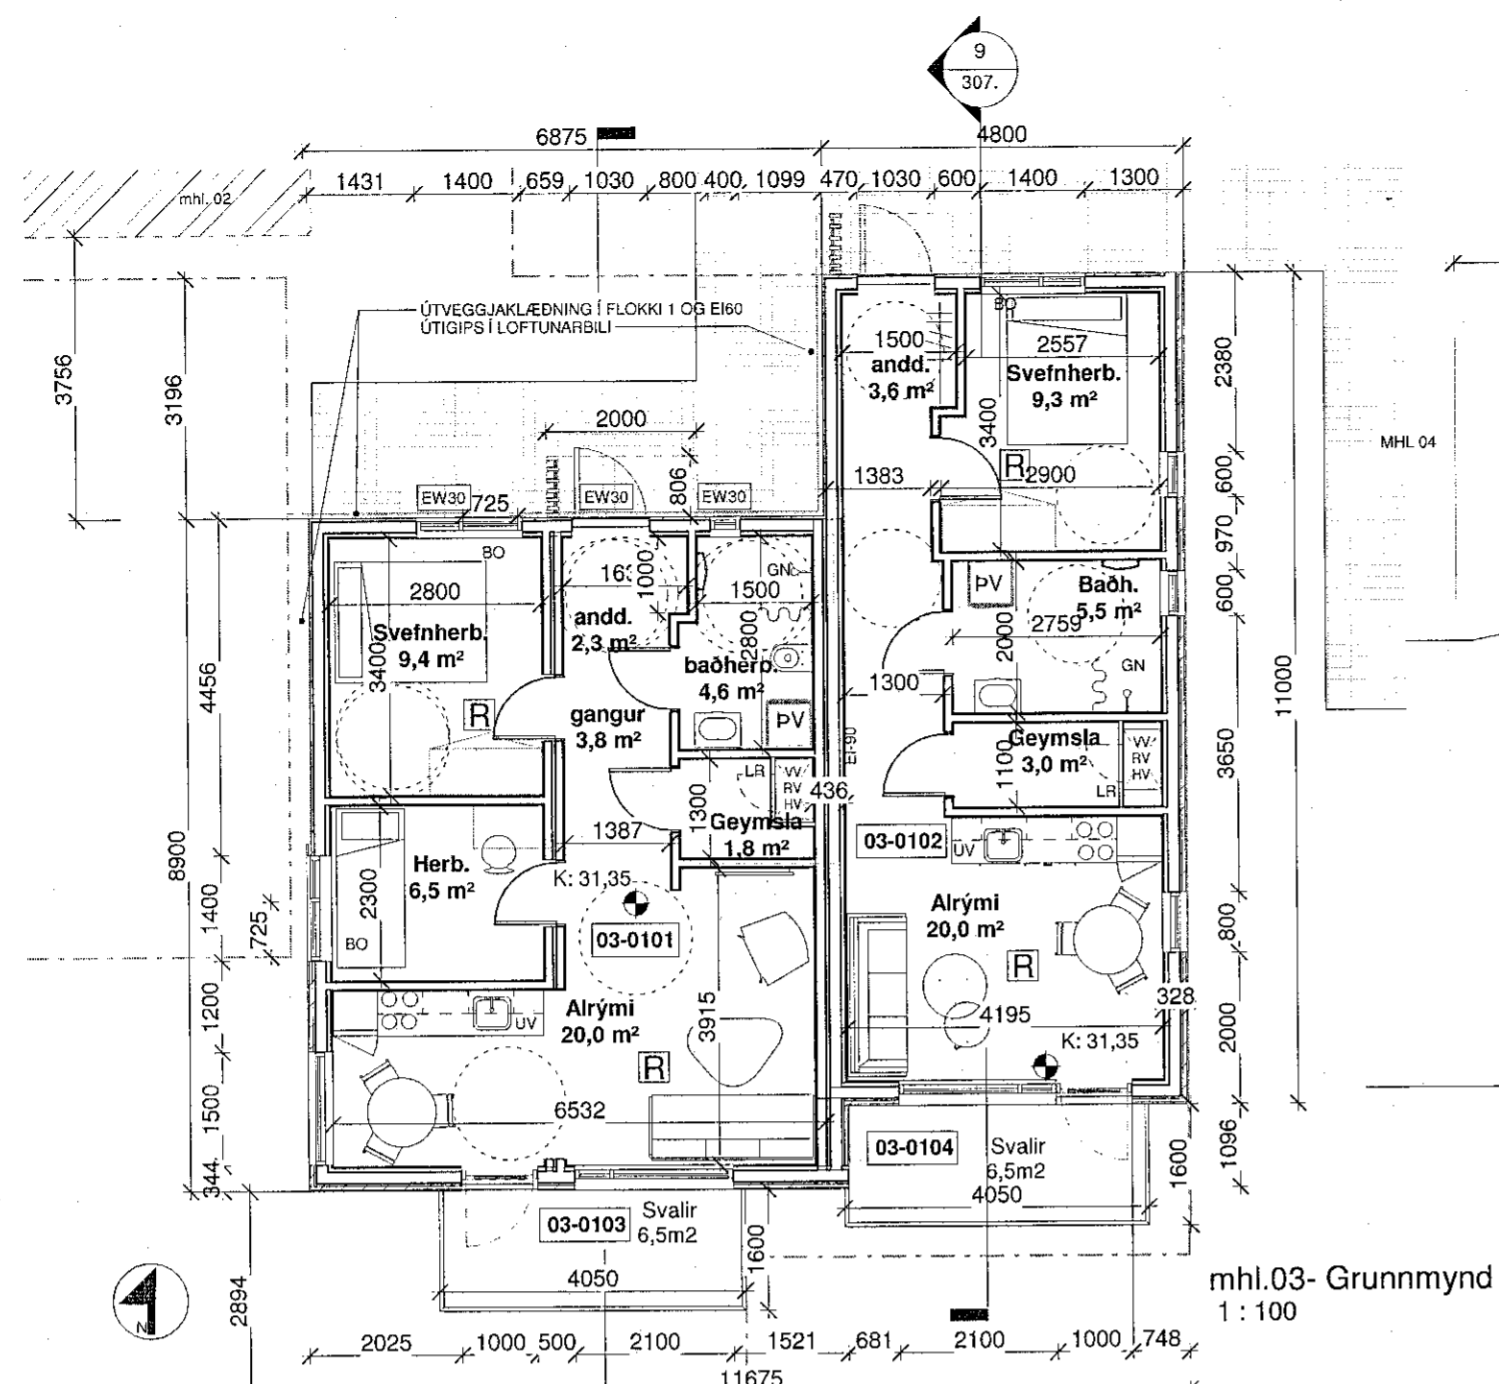 9
307.
6875
4800
1431 1400 659 1030 800 400 1099 470 1030 600 1400 1300
mhl. 02
ÚTVEGGJAKLÆÐNING Í FLOKKI 1 OG EI60
ÚTIGIPS Í LOFTUNARBILI
3756
3196
BO
1500
andd.
3,6 m²
2557
Svefnherb.
9,3 m²
3400
2380
MHL 04
2000
806
EW30
725
EW30
EW30
1383
R
2900
600
970
600
BO
2800
Svefnherb.
9,4 m²
3400
R
1000
andd.
2,3 m²
GN
1500
2800
baðherb.
4,6 m²
ÞV
gangur
3,8 m²
ÞV
Baðh.
5,5 m²
2759
2000
GN
1300
4456
11000
3650
EI-90
Geymsla
3,0 m²
1100
VV
RV
HV
LR
LR
VV
RV
HV
436
1300
Geymsla
1,8 m²
1387
K: 31,35
03-0101
03-0102
UV
8900
Herb.
6,5 m²
2300
BO
1400
725
1200
1500
344
Alrými
20,0 m²
UV
3915
R
6532
Alrými
20,0 m²
R
4195
K: 31,35
328
800
2000
1096
03-0104
Svalir
6,5m2
4050
1600
03-0103
Svalir
6,5m2
4050
1600
N
2894
mhl.03- Grunnmynd
1 : 100
2025 1000 500 2100 1521 681 2100 1000 748
11675